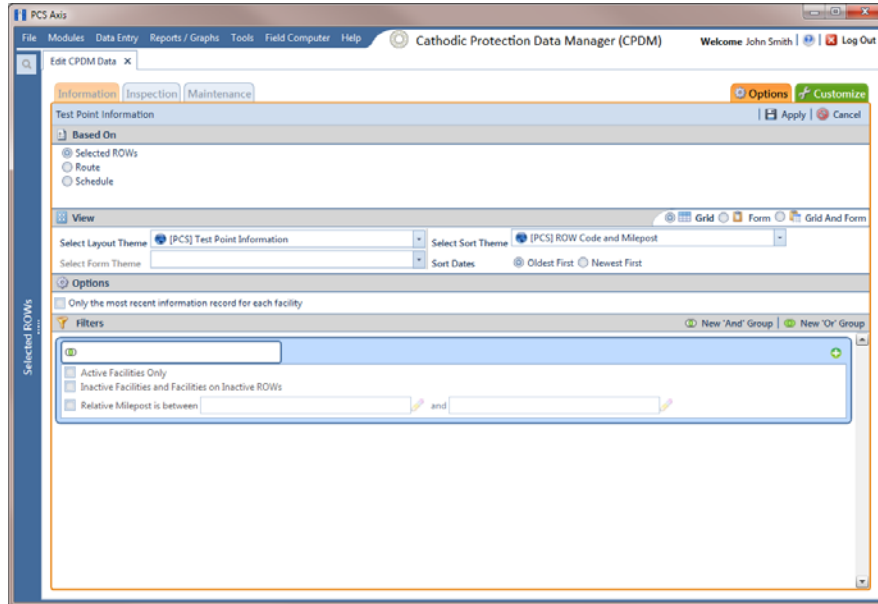 PCS Axis
File Modules Data Entry Reports / Graphs Tools Field Computer Help Cathodic Protection Data Manager (CPDM) Welcome John Smith | Log Out
Edit CPDM Data X
Information Inspection Maintenance Options Customize
Test Point Information | Apply | Cancel
Based On
Selected ROWs
Route
Schedule
View Grid Form Grid And Form
Select Layout Theme [PCS] Test Point Information Select Sort Theme [PCS] ROW Code and Milepost
Select Form Theme Sort Dates Oldest First Newest First
Options
Only the most recent information record for each facility
Filters New 'And' Group | New 'Or' Group
Active Facilities Only
Inactive Facilities and Facilities on Inactive ROWs
Relative Milepost is between and
Selected ROWs